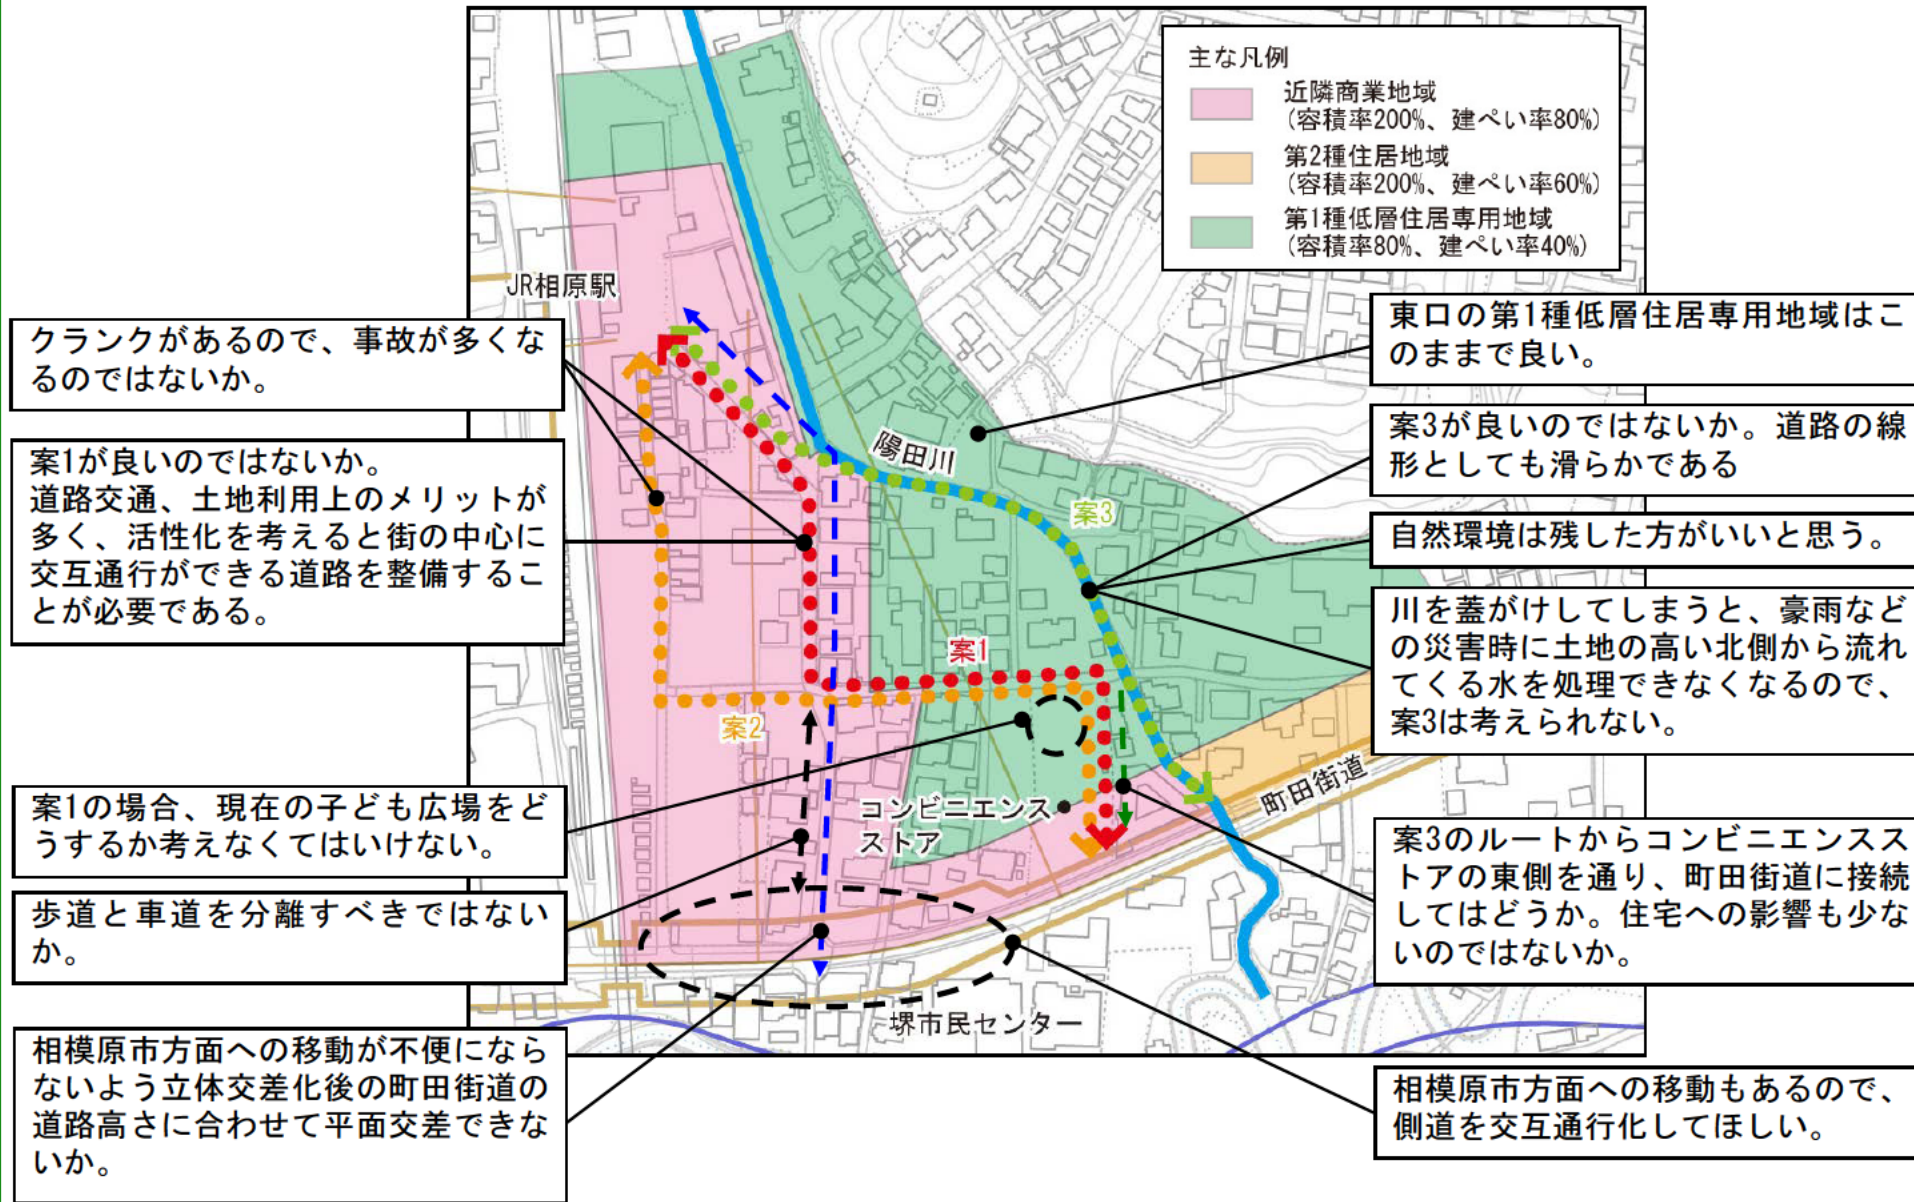 主な凡例
近隣商業地域
(容積率200%、建ぺい率80%)
第2種住居地域
(容積率200%、建ぺい率60%)
第1種低層住居専用地域
(容積率80%、建ぺい率40%)
JR相原駅
陽田川
案3
案1
案2
コンビニエンス
ストア
町田街道
堺市民センター
クランクがあるので、事故が多くな
るのではないか。
案1が良いのではないか。
道路交通、土地利用上のメリットが
多く、活性化を考えると街の中心に
交互通行ができる道路を整備するこ
とが必要である。
案1の場合、現在の子ども広場をど
うするか考えなくてはいけない。
歩道と車道を分離すべきではない
か。
相模原市方面への移動が不便になら
ないよう立体交差化後の町田街道の
道路高さに合わせて平面交差できな
いか。
東口の第1種低層住居専用地域はこ
のままで良い。
案3が良いのではないか。道路の線
形としても滑らかである
自然環境は残した方がいいと思う。
川を蓋がけしてしまうと、豪雨など
の災害時に土地の高い北側から流れ
てくる水を処理できなくなるので、
案3は考えられない。
案3のルートからコンビニエンスス
トアの東側を通り、町田街道に接続
してはどうか。住宅への影響も少な
いのではないか。
相模原市方面への移動もあるので、
側道を交互通行化してほしい。